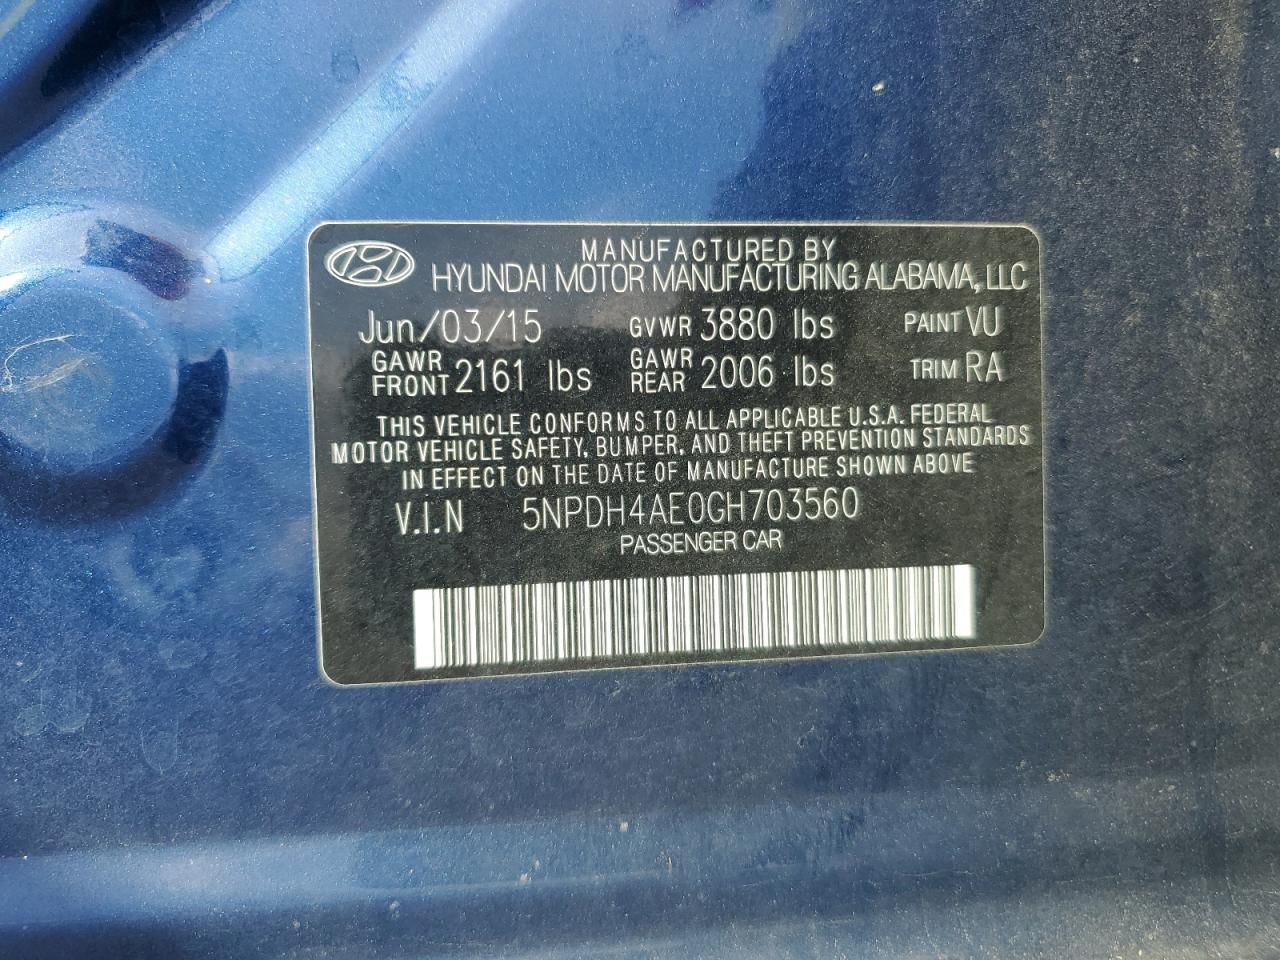 MANUFACTURED BY
HYUNDAI MOTOR MANUFACTURING ALABAMA, LLC
Jun/03/15 GVWR 3880 lbs PAINT VU
GAWR FRONT 2161 lbs GAWR REAR 2006 lbs TRIM RA
THIS VEHICLE CONFORMS TO ALL APPLICABLE U.S.A. FEDERAL
MOTOR VEHICLE SAFETY, BUMPER, AND THEFT PREVENTION STANDARDS
IN EFFECT ON THE DATE OF MANUFACTURE SHOWN ABOVE
V.I.N 5NPDH4AE0GH703560
PASSENGER CAR